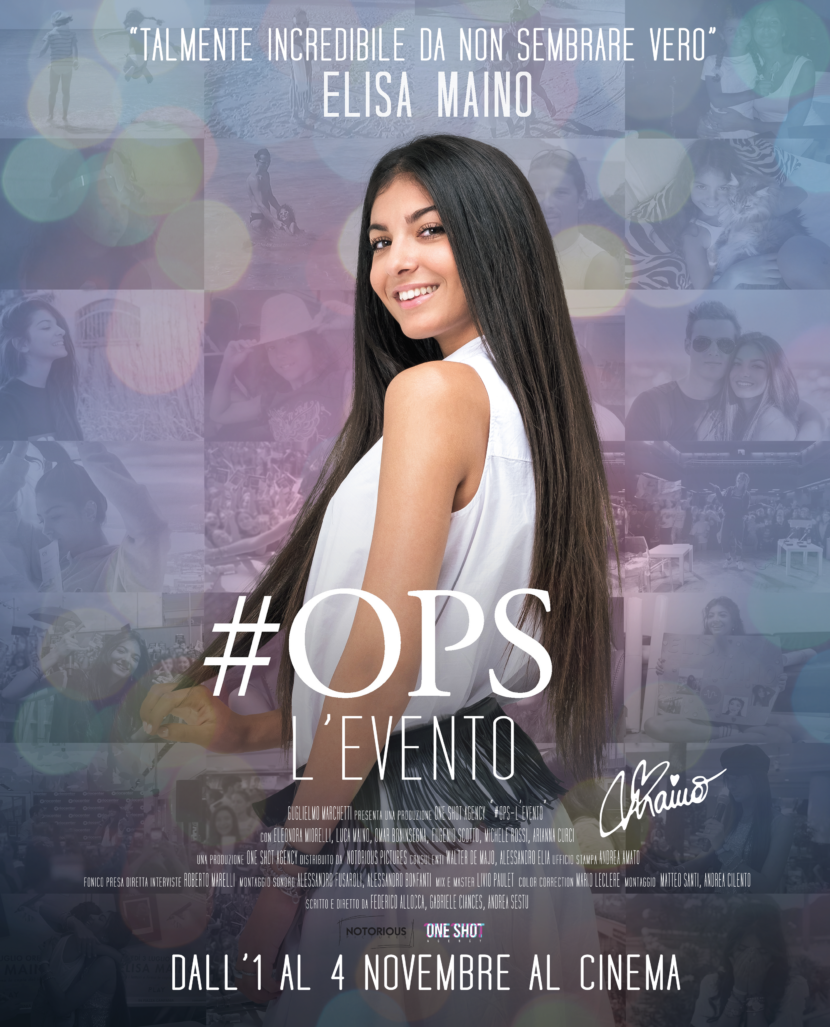 “TALMENTE INCREDIBILE DA NON SEMBRARE VERO”
ELISA MAINO
#OPS
L’EVENTO
Maino
GUGLIELMO MARCHETTI PRESENTA UNA PRODUZIONE ONE SHOT AGENCY "#OPS-L'EVENTO"
CON ELEONORA MIORELLI, LUCA MAINO, OMAR BONINSEGNA, EUGENIO SCOTTO, MICHELE ROSSI, ARIANNA CURCI
UNA PRODUZIONE ONE SHOT AGENCY DISTRIBUITO DA NOTORIOUS PICTURES CONSULENTI WALTER DE MAJO, ALESSANDRO ELIA UFFICIO STAMPA ANDREA AMATO
FONICO PRESA DIRETTA INTERVISTE ROBERTO MARELLI MONTAGGIO SONORO ALESSANDRO FUSAROLI, ALESSANDRO BONFANTI MIX E MASTER LIVIO PAULET COLOR CORRECTION MARIO LECLERE MONTAGGIO MATTEO SANTI, ANDREA CILENTO
SCRITTO E DIRETTO DA FEDERICO ALLOCCA, GABRIELE CIANCES, ANDREA SESTU
NOTORIOUS ONE SHOT
AGENCY
DALL’1 AL 4 NOVEMBRE AL CINEMA